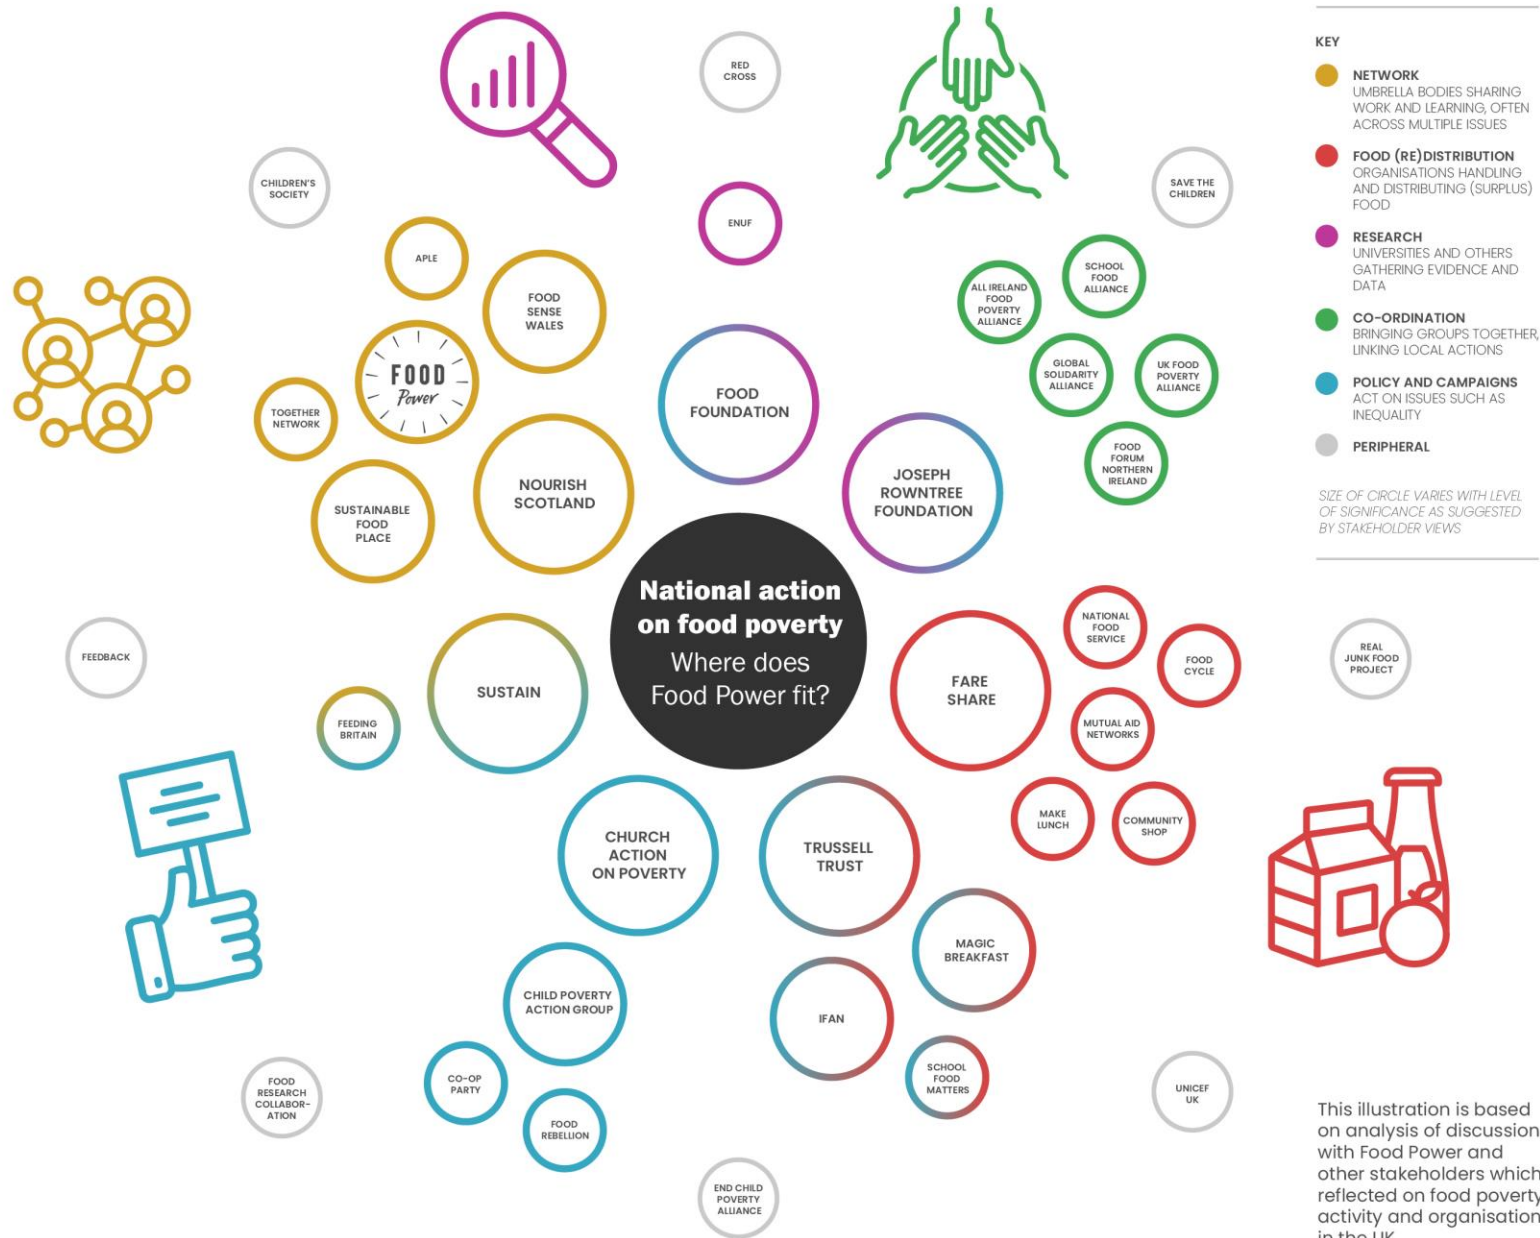 RED
CROSS
CHILDREN'S
SOCIETY
SAVE THE
CHILDREN
ENUF
APLE
FOOD
SENSE
WALES
FOOD
Power
TOGETHER
NETWORK
SUSTAINABLE
FOOD
PLACE
NOURISH
SCOTLAND
FOOD
FOUNDATION
JOSEPH
ROWNTREE
FOUNDATION
ALL IRELAND
FOOD
POVERTY
ALLIANCE
SCHOOL
FOOD
ALLIANCE
GLOBAL
SOLIDARITY
ALLIANCE
UK FOOD
POVERTY
ALLIANCE
FOOD
FORUM
NORTHERN
IRELAND
National action
on food poverty
Where does
Food Power fit?
FEEDBACK
SUSTAIN
FEEDING
BRITAIN
FARE
SHARE
NATIONAL
FOOD
SERVICE
FOOD
CYCLE
MUTUAL AID
NETWORKS
MAKE
LUNCH
COMMUNITY
SHOP
REAL
JUNK FOOD
PROJECT
CHURCH
ACTION
ON POVERTY
TRUSSELL
TRUST
MAGIC
BREAKFAST
IFAN
SCHOOL
FOOD
MATTERS
CHILD POVERTY
ACTION GROUP
CO-OP
PARTY
FOOD
REBELLION
FOOD
RESEARCH
COLLABOR-
ATION
END CHILD
POVERTY
ALLIANCE
UNICEF
UK
KEY
NETWORK
UMBRELLA BODIES SHARING
WORK AND LEARNING, OFTEN
ACROSS MULTIPLE ISSUES
FOOD (RE)DISTRIBUTION
ORGANISATIONS HANDLING
AND DISTRIBUTING (SURPLUS)
FOOD
RESEARCH
UNIVERSITIES AND OTHERS
GATHERING EVIDENCE AND
DATA
CO-ORDINATION
BRINGING GROUPS TOGETHER,
LINKING LOCAL ACTIONS
POLICY AND CAMPAIGNS
ACT ON ISSUES SUCH AS
INEQUALITY
PERIPHERAL
SIZE OF CIRCLE VARIES WITH LEVEL
OF SIGNIFICANCE AS SUGGESTED
BY STAKEHOLDER VIEWS
This illustration is based
on analysis of discussion
with Food Power and
other stakeholders which
reflected on food poverty
activity and organisation
in the UK